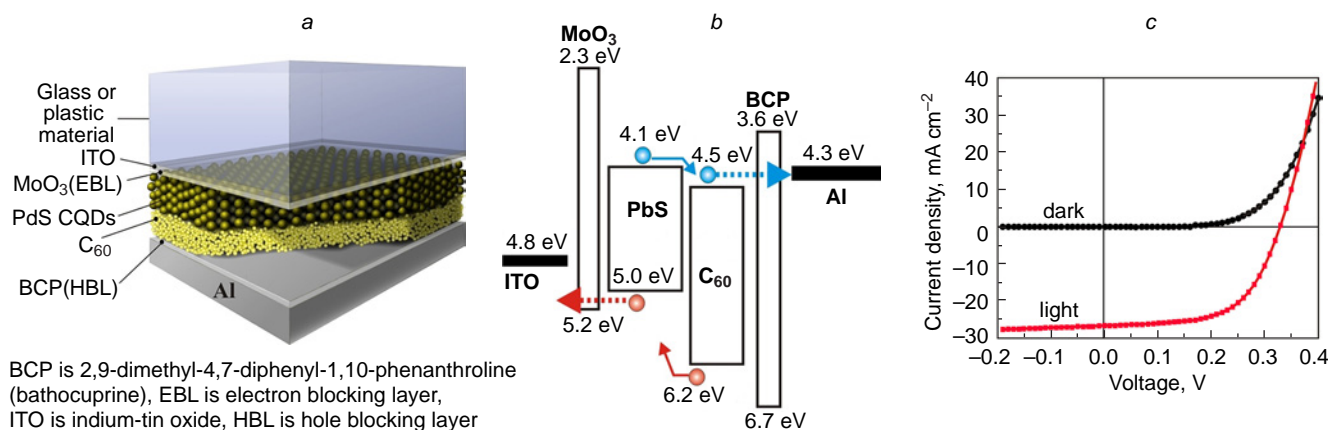 a
Glass or
plastic
material
ITO
MoO₃(EBL)
PdS CQDs
C₆₀
BCP(HBL)
Al
BCP is 2,9-dimethyl-4,7-diphenyl-1,10-phenanthroline
(bathocuprine), EBL is electron blocking layer,
ITO is indium-tin oxide, HBL is hole blocking layer
b
MoO₃
2.3 eV
BCP
3.6 eV
4.1 eV
4.5 eV
4.3 eV
Al
PbS
4.8 eV
ITO
5.0 eV
C₆₀
5.2 eV
6.2 eV
6.7 eV
c
Current density, mA cm⁻²
40
30
20
10
0
–10
–20
–30
dark
light
–0.2 –0.1 0.0 0.1 0.2 0.3 0.4
Voltage, V